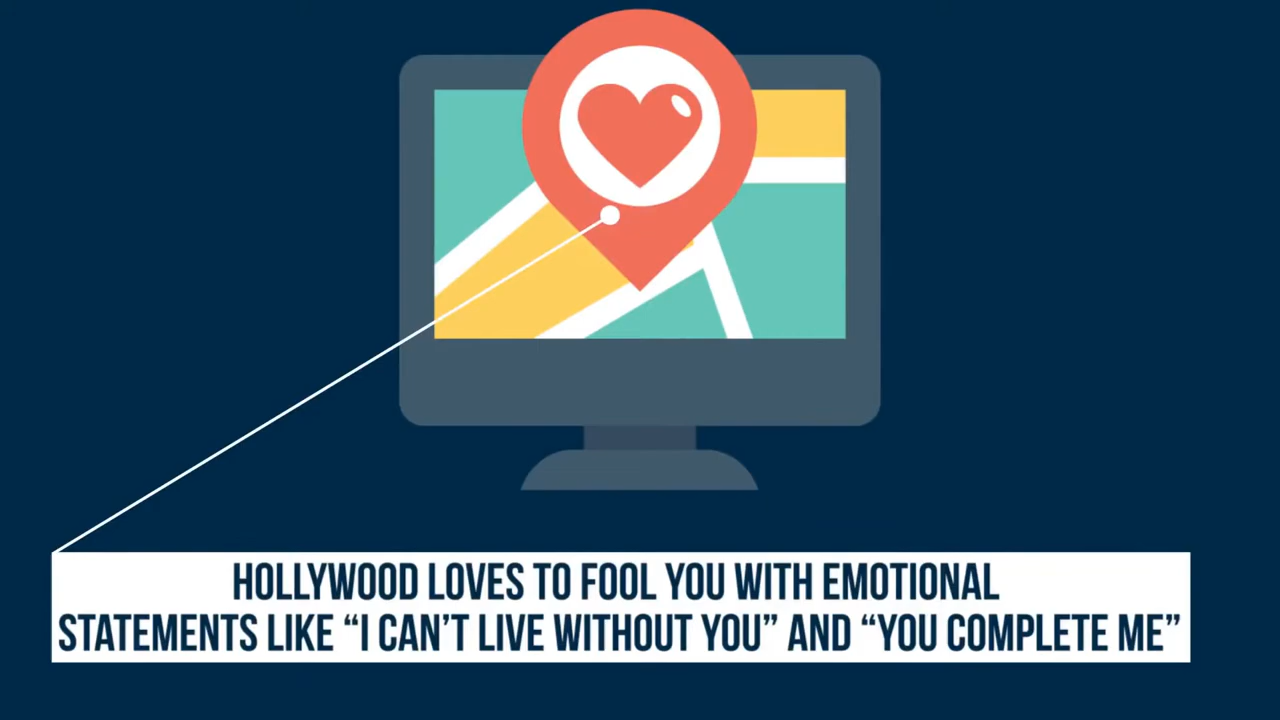 HOLLYWOOD LOVES TO FOOL YOU WITH EMOTIONAL
STATEMENTS LIKE “I CAN’T LIVE WITHOUT YOU” AND “YOU COMPLETE ME”